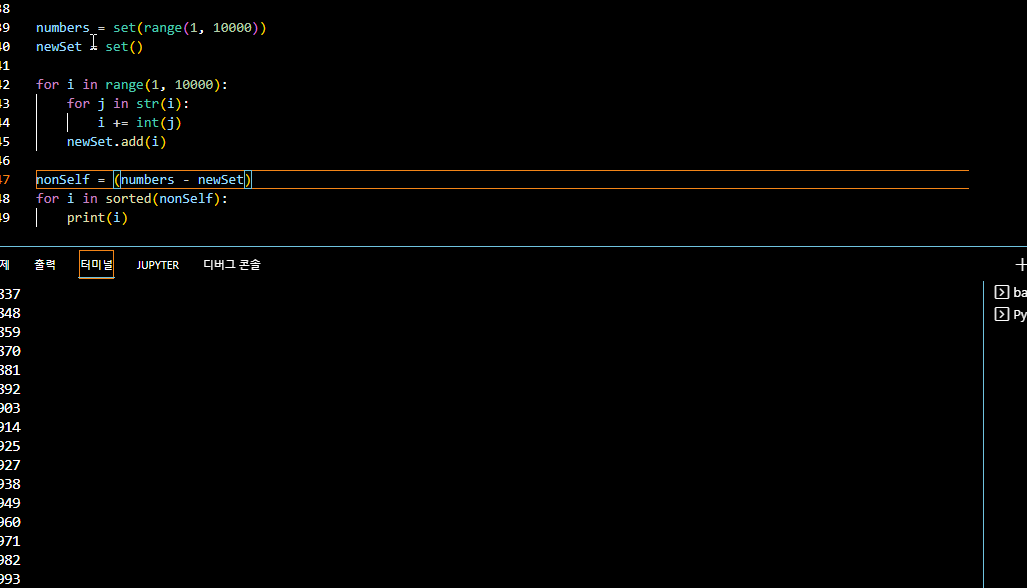 38
39 numbers = set(range(1, 10000))
40 newSet = set()
41
42 for i in range(1, 10000):
43 for j in str(i):
44 i += int(j)
45 newSet.add(i)
46
47 nonSelf = (numbers - newSet)
48 for i in sorted(nonSelf):
49 print(i)
제 출력 터미널 JUPYTER 디버그 콘솔
837
848
859
870
881
892
903
914
925
927
938
949
960
971
982
993
ba
Py